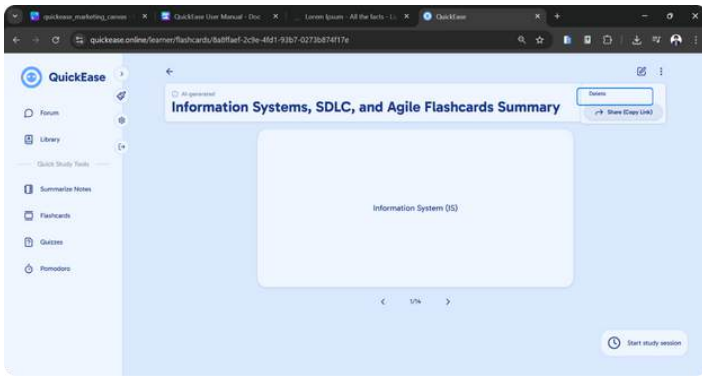 quickease_marketing_canvas
QuickEase User Manual - Doc
Lorem Ipsum - All the facts - Li
QuickEase
quickease.online/learner/flashcards/8a8ffaef-2c9e-4fd1-93b7-0273b874f17e
QuickEase
Forum
Library
Quick Study Tools
Summarize Notes
Flashcards
Quizzes
Pomodoro
AI-generated
Information Systems, SDLC, and Agile Flashcards Summary
Delete
Share (Copy Link)
Information System (IS)
1/14
Start study session